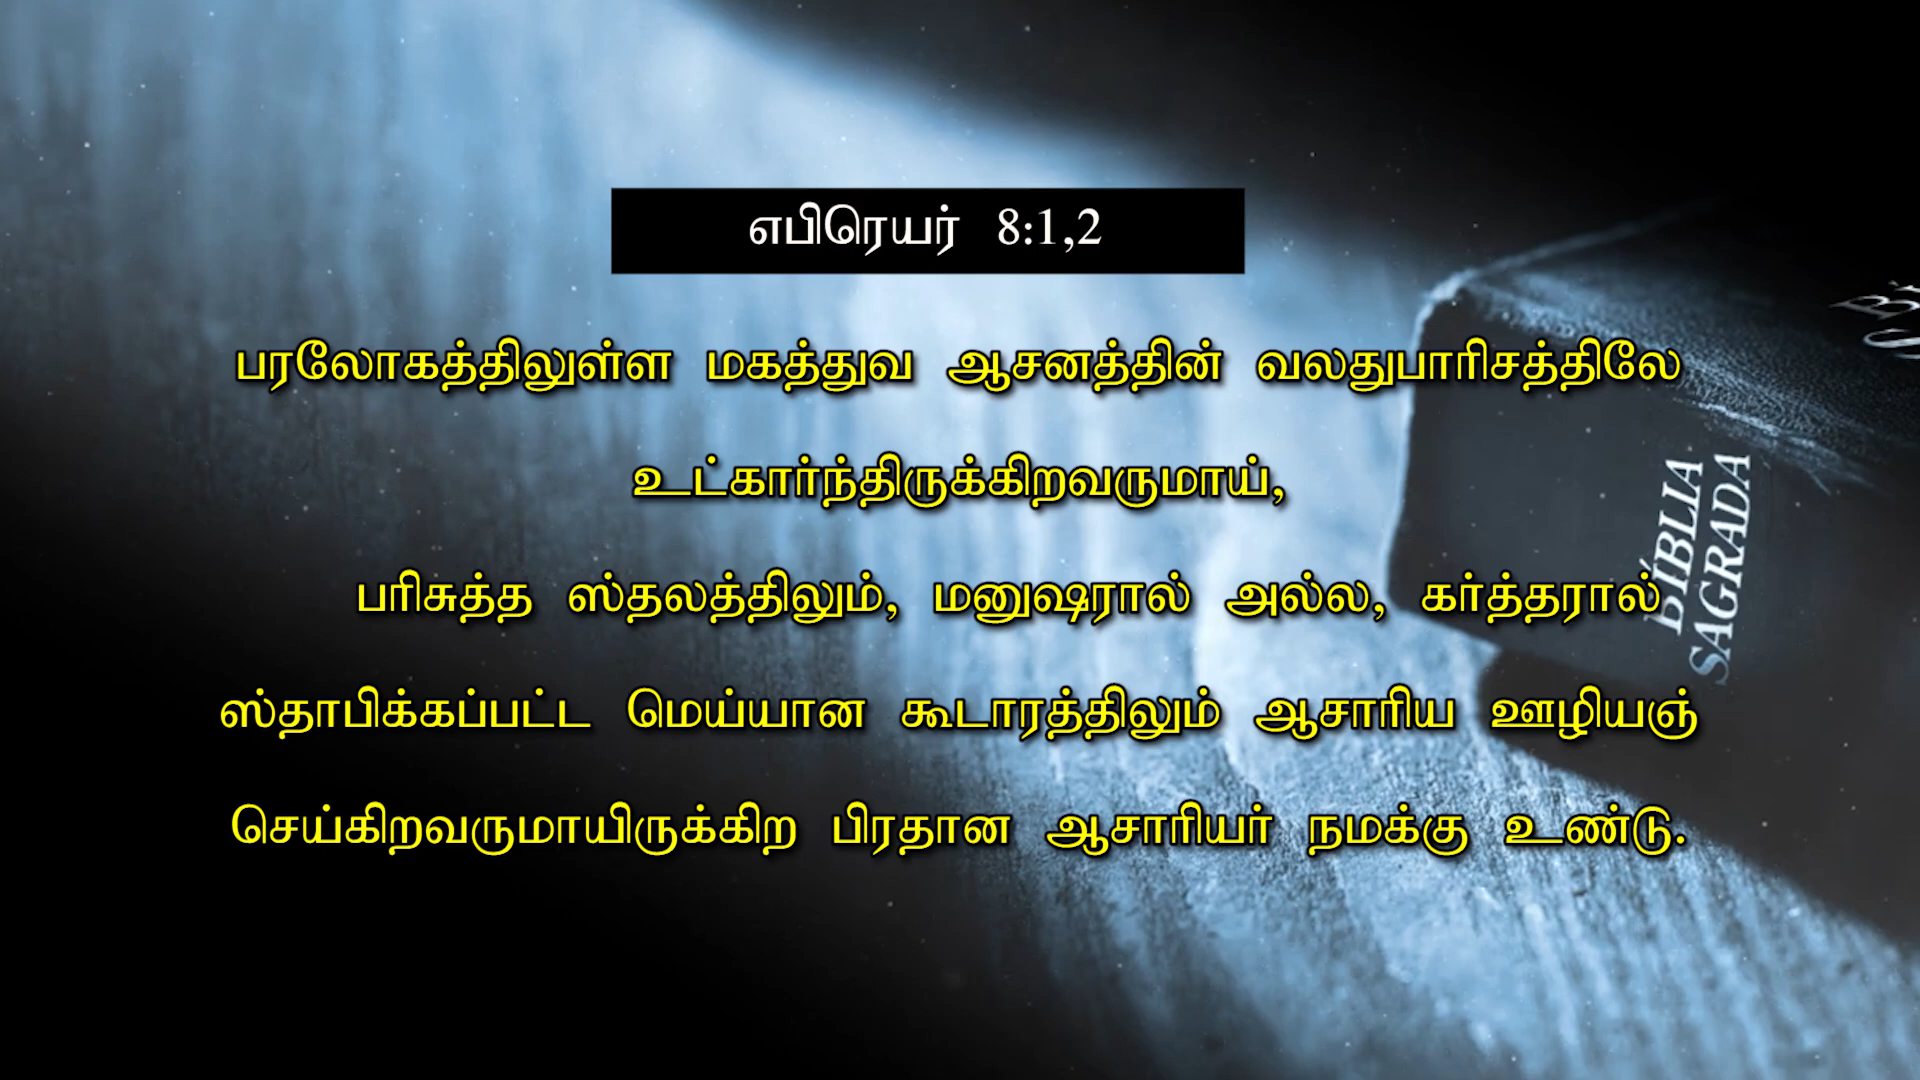 எபிரெயர் 8:1,2
பரலோகத்திலுள்ள மகத்துவ ஆசனத்தின் வலதுபாரிசத்திலே
உட்கார்ந்திருக்கிறவருமாய்,
பரிசுத்த ஸ்தலத்திலும், மனுஷரால் அல்ல, கர்த்தரால்
ஸ்தாபிக்கப்பட்ட மெய்யான கூடாரத்திலும் ஆசாரிய ஊழியஞ்
செய்கிறவருமாயிருக்கிற பிரதான ஆசாரியர் நமக்கு உண்டு.
BÍBLIA
SAGRADA